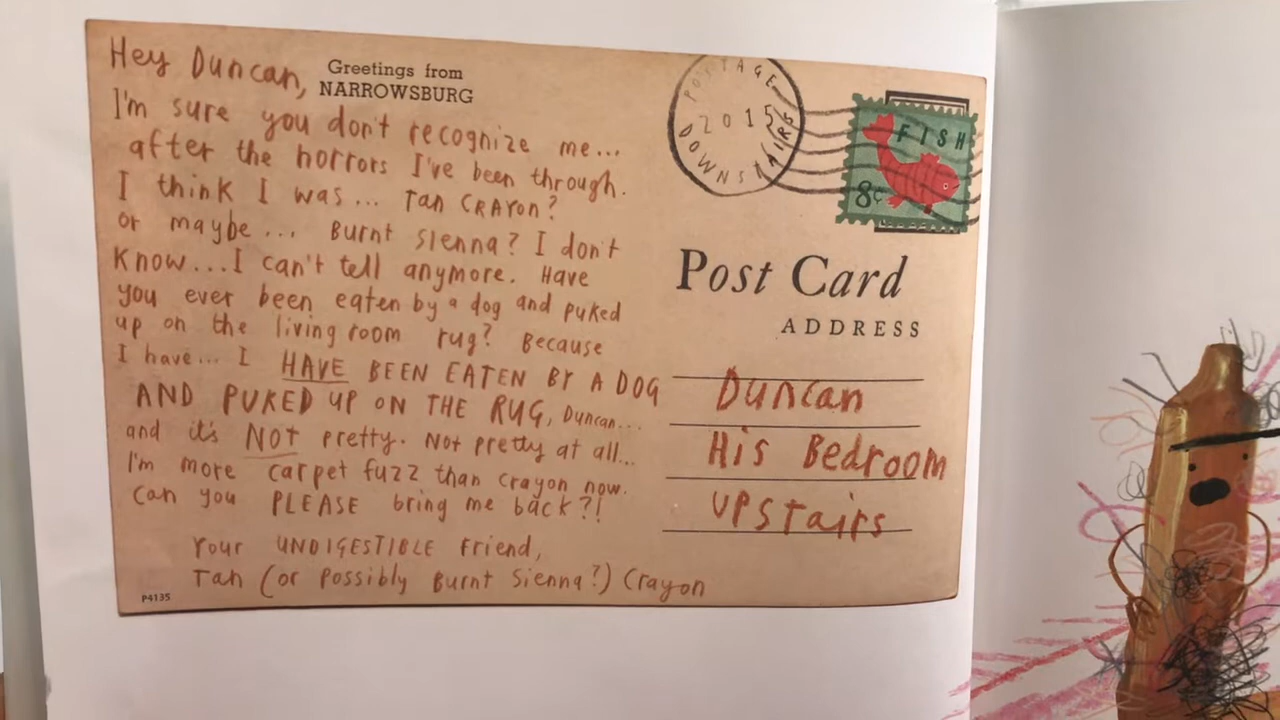 Hey Duncan,
Greetings from
NARROWSBURG
I'm sure you don't recognize me...
after the horrors I've been through.
I think I was... Tan CRAYON?
or maybe... Burnt Sienna? I don't
know...I can't tell anymore. Have
you ever been eaten by a dog and puked
up on the living room rug? Because
I have... I HAVE BEEN EATEN BY A DOG
AND PUKED UP ON THE RUG, Duncan...
and it's NOT pretty. Not pretty at all...
I'm more carpet fuzz than crayon now.
Can you PLEASE bring me back?!
Your UNDIGESTIBLE Friend,
Tan (or possibly Burnt Sienna?) Crayon
P4135
POSTAGE
2015
DOWNSTAIRS
FISH
8¢
Post Card
ADDRESS
Duncan
His Bedroom
UPStairs